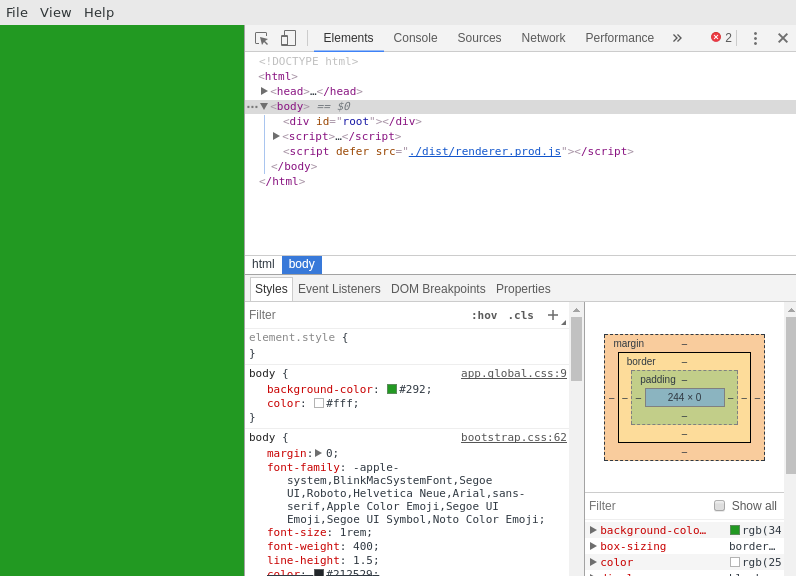 File View Help
Elements Console Sources Network Performance » 2
<!DOCTYPE html>
<html>
<head>…</head>
…<body> == $0
<div id="root"></div>
<script>…</script>
<script defer src="./dist/renderer.prod.js"></script>
</body>
</html>
html body
Styles Event Listeners DOM Breakpoints Properties
Filter :hov .cls +
element.style {
}
body { app.global.css:9
background-color: #292;
color: #fff;
}
body { bootstrap.css:62
margin: 0;
font-family: -apple-
system,BlinkMacSystemFont,Segoe
UI,Roboto,Helvetica Neue,Arial,sans-
serif,Apple Color Emoji,Segoe UI
Emoji,Segoe UI Symbol,Noto Color Emoji;
font-size: 1rem;
font-weight: 400;
line-height: 1.5;
color: #212529;
margin –
border –
padding –
– – – 244 × 0 – – –
–
–
–
Filter Show all
background-colo… rgb(34
box-sizing border…
color rgb(25